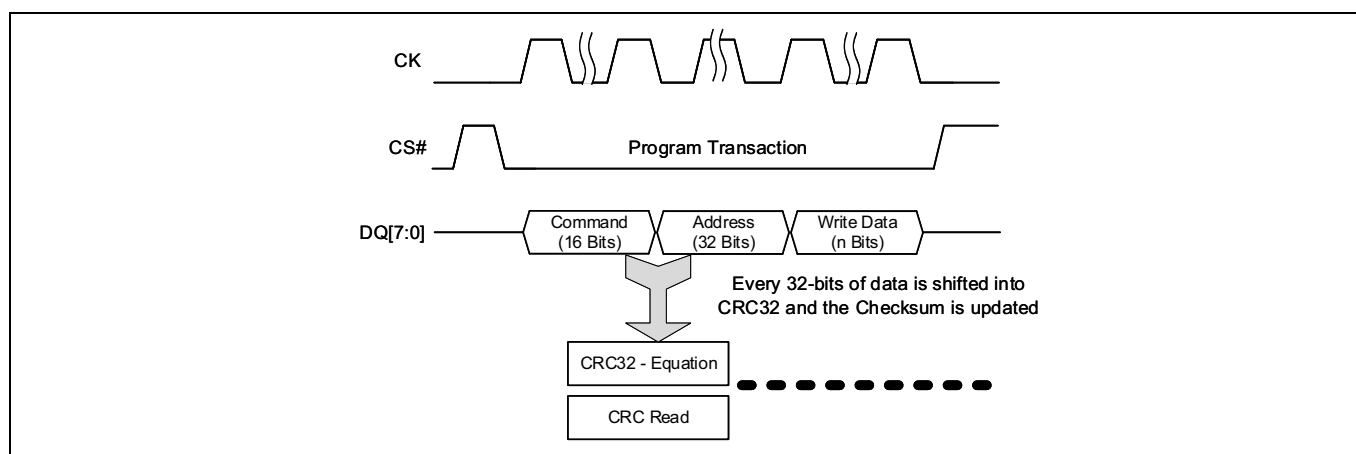 CK
CS#
Program Transaction
DQ[7:0]
Command
(16 Bits)
Address
(32 Bits)
Write Data
(n Bits)
Every 32-bits of data is shifted into
CRC32 and the Checksum is updated
CRC32 - Equation
CRC Read